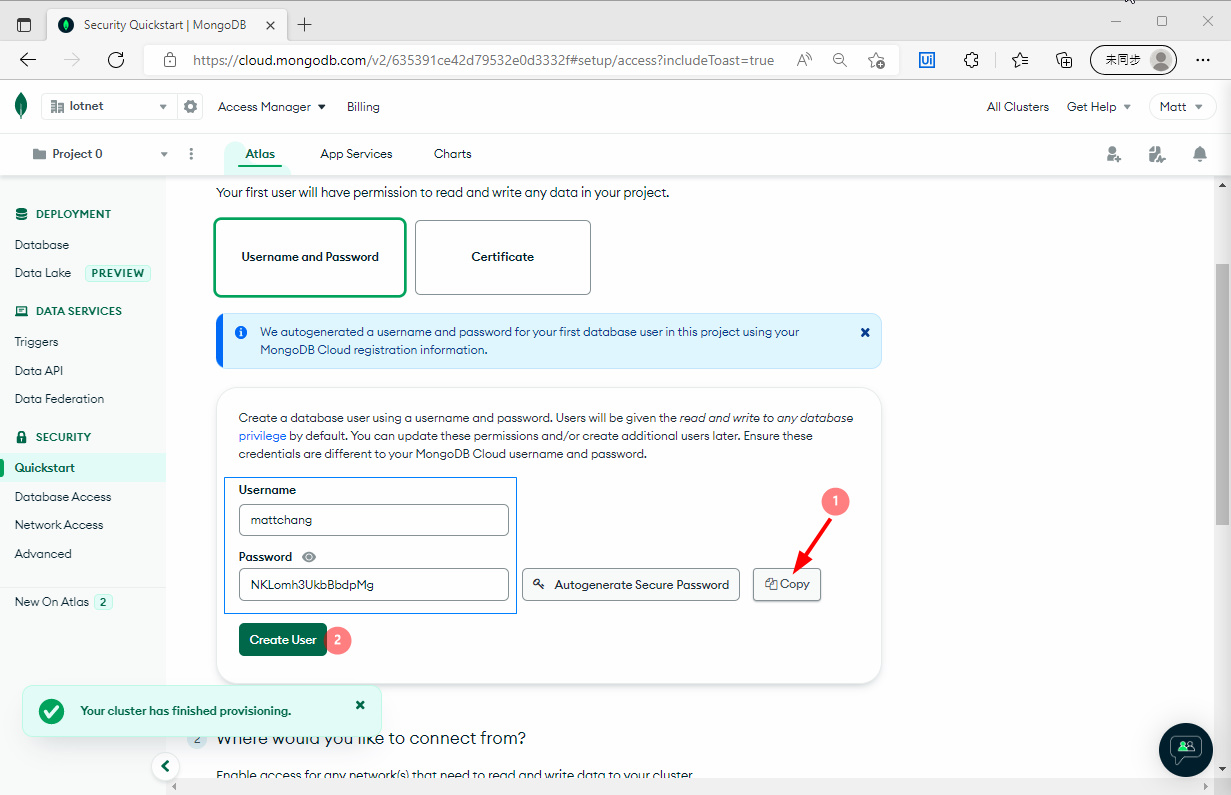 Security Quickstart | MongoDB
https://cloud.mongodb.com/v2/635391ce42d79532e0d3332f#setup/access?includeToast=true
A
Ui
未同步
Iotnet
Access Manager
Billing
All Clusters
Get Help
Matt
Project 0
Atlas
App Services
Charts
DEPLOYMENT
Database
Data Lake PREVIEW
DATA SERVICES
Triggers
Data API
Data Federation
SECURITY
Quickstart
Database Access
Network Access
Advanced
New On Atlas 2
Your first user will have permission to read and write any data in your project.
Username and Password
Certificate
We autogenerated a username and password for your first database user in this project using your
MongoDB Cloud registration information.
Create a database user using a username and password. Users will be given the read and write to any database
privilege by default. You can update these permissions and/or create additional users later. Ensure these
credentials are different to your MongoDB Cloud username and password.
Username
mattchang
1
Password
NKLomh3UkbBbdpMg
Autogenerate Secure Password
Copy
Create User
2
Your cluster has finished provisioning.
2 Where would you like to connect from?
Enable access for any network(s) that need to read and write data to your cluster.